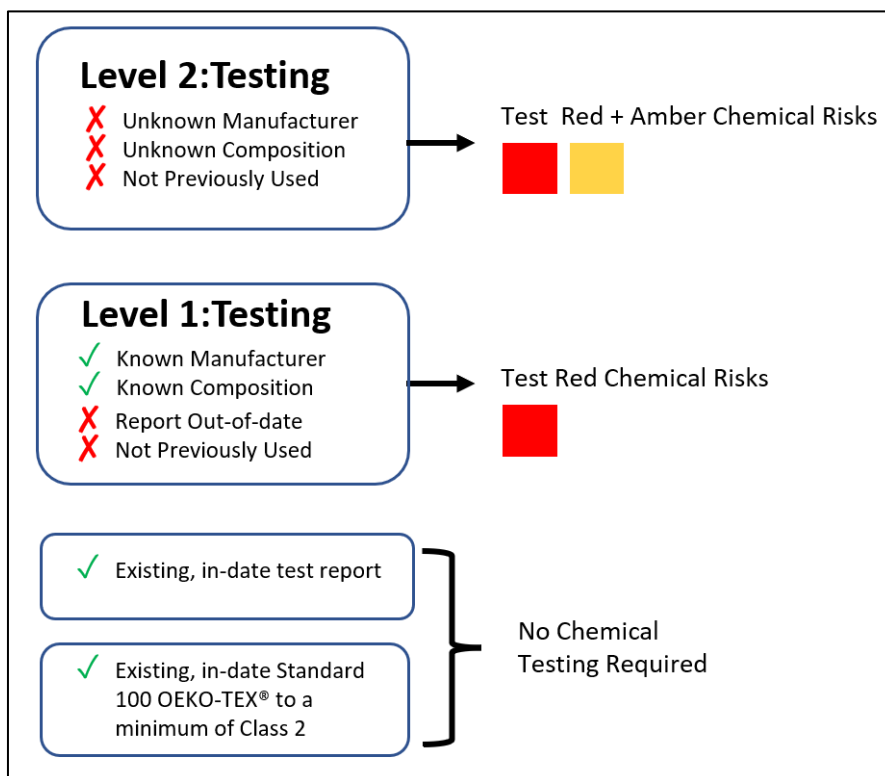 Level 2:Testing
✗ Unknown Manufacturer
✗ Unknown Composition
✗ Not Previously Used
Test Red + Amber Chemical Risks
Level 1:Testing
✓ Known Manufacturer
✓ Known Composition
✗ Report Out-of-date
✗ Not Previously Used
Test Red Chemical Risks
✓ Existing, in-date test report
✓ Existing, in-date Standard
100 OEKO-TEX® to a
minimum of Class 2
No Chemical
Testing Required